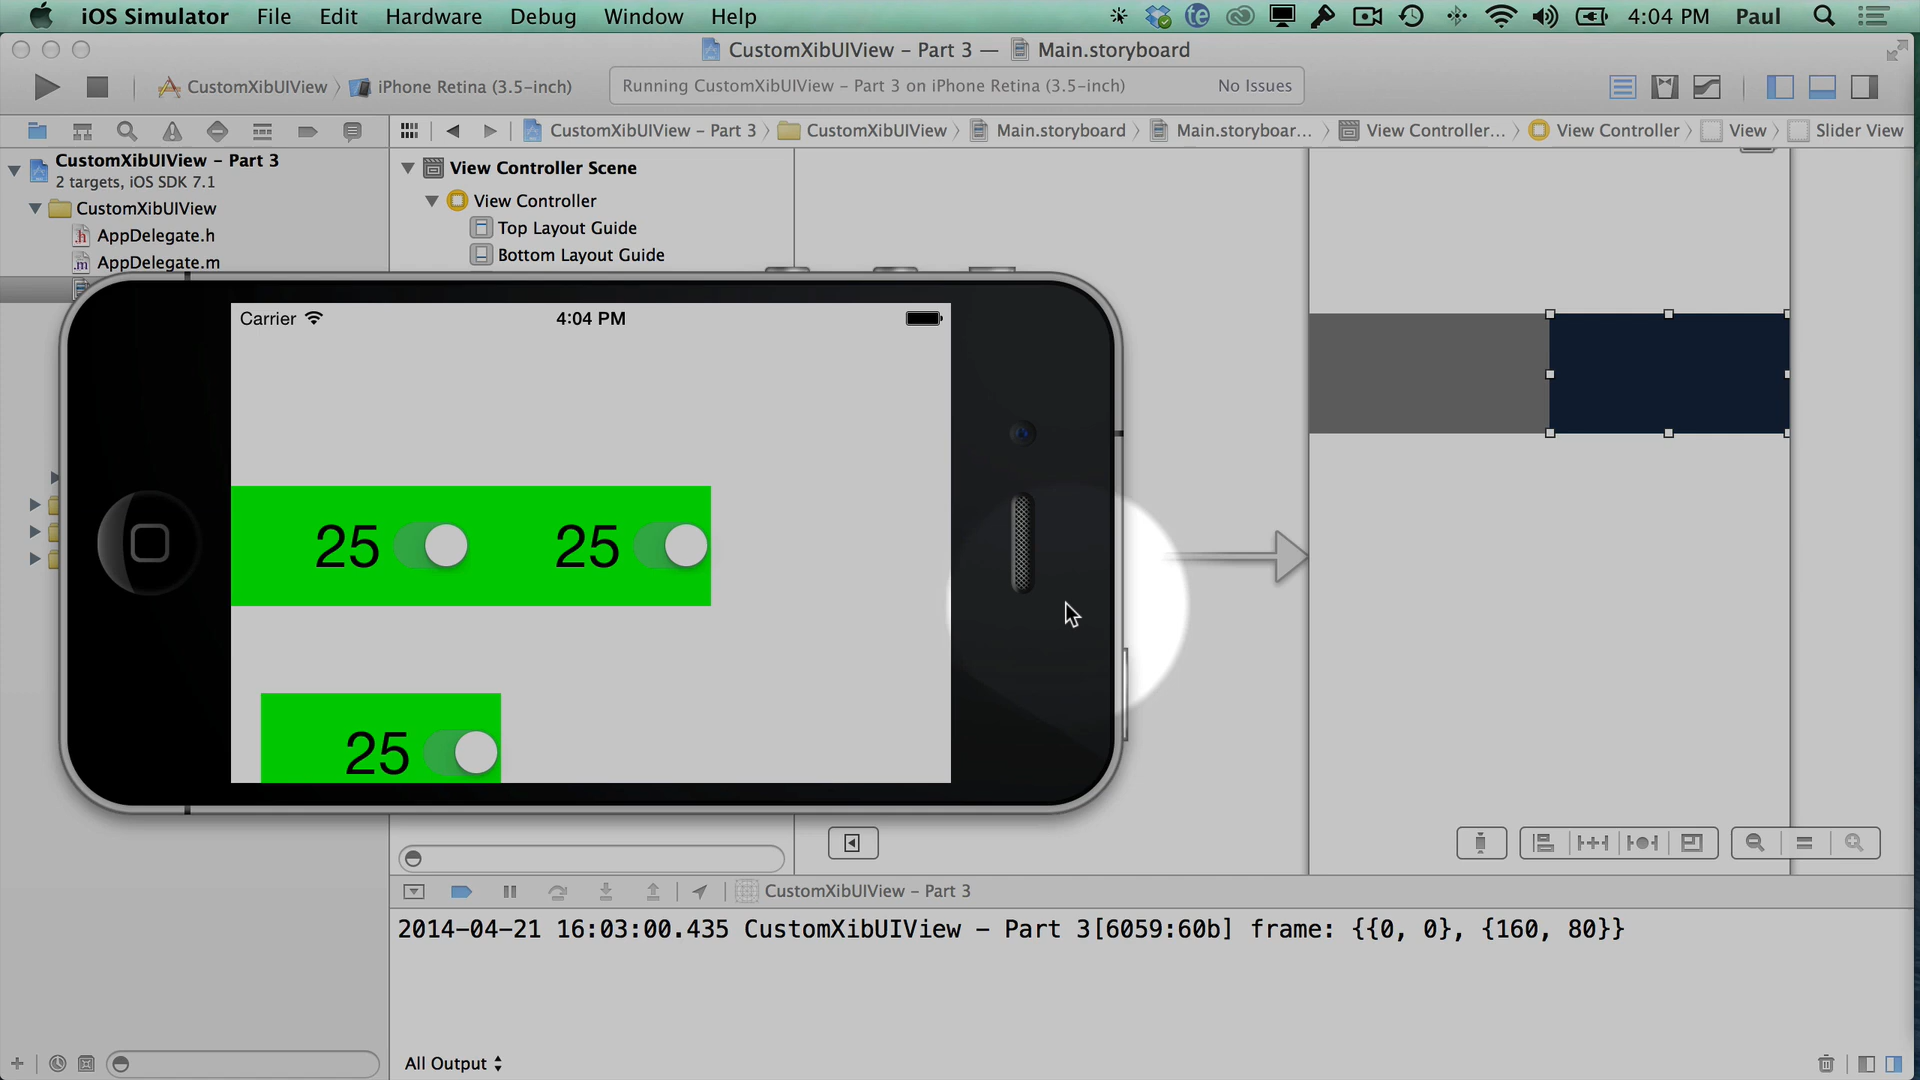 iOS Simulator File Edit Hardware Debug Window Help 4:04 PM Paul
CustomXibUIView – Part 3 — Main.storyboard
CustomXibUIView iPhone Retina (3.5-inch) Running CustomXibUIView – Part 3 on iPhone Retina (3.5-inch) No Issues
CustomXibUIView – Part 3 CustomXibUIView Main.storyboard Main.storyboar... View Controller... View Controller View Slider View
CustomXibUIView – Part 3
2 targets, iOS SDK 7.1
CustomXibUIView
AppDelegate.h
AppDelegate.m
View Controller Scene
View Controller
Top Layout Guide
Bottom Layout Guide
Carrier 4:04 PM
25 25
25
CustomXibUIView – Part 3
2014-04-21 16:03:00.435 CustomXibUIView – Part 3[6059:60b] frame: {{0, 0}, {160, 80}}
All Output